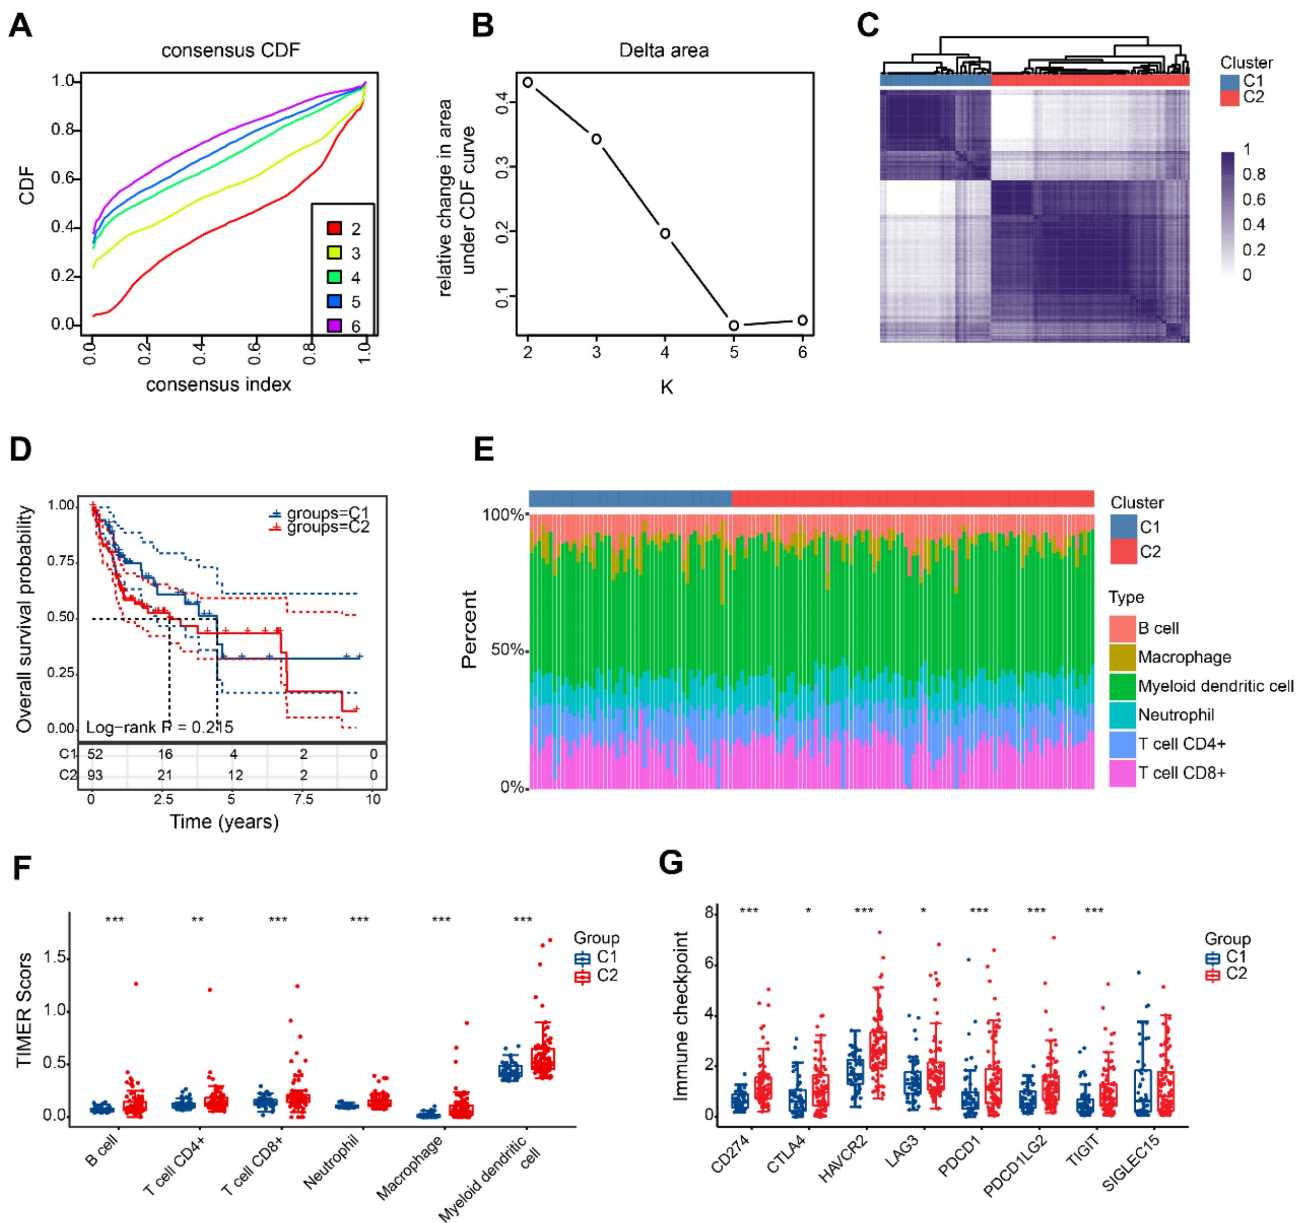 A
consensus CDF
CDF
1.0
0.8
0.6
0.4
0.2
0.0
2
3
4
5
6
0.0
0.2
0.4
0.6
0.8
1.0
consensus index
B
Delta area
relative change in area
under CDF curve
0.4
0.3
0.2
0.1
2
3
4
5
6
K
C
Cluster
C1
C2
1
0.8
0.6
0.4
0.2
0
D
Overall survival probability
1.00
0.75
0.50
0.25
0.00
groups=C1
groups=C2
Log-rank P = 0.215
C1 52 16 4 2 0
C2 93 21 12 2 0
0 2.5 5 7.5 10
Time (years)
E
Percent
100%
50%
0%
Cluster
C1
C2
Type
B cell
Macrophage
Myeloid dendritic cell
Neutrophil
T cell CD4+
T cell CD8+
F
TIMER Scors
1.5
1.0
0.5
0.0
*** ** *** *** *** ***
Group
C1
C2
B cell
T cell CD4+
T cell CD8+
Neutrophil
Macrophage
Myeloid dendritic
cell
G
Immune checkpoint
8
6
4
2
0
*** * *** * *** *** ***
Group
C1
C2
CD274
CTLA4
HAVCR2
LAG3
PDCD1
PDCD1LG2
TIGIT
SIGLEC15